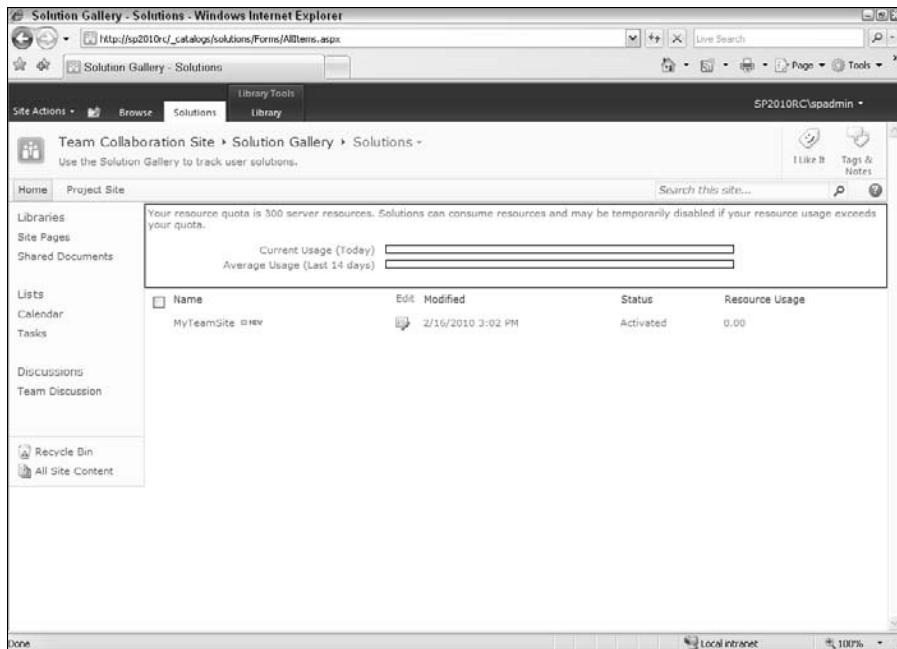 Solution Gallery - Solutions - Windows Internet Explorer
http://sp2010rc/_catalogs/solutions/Forms/AllItems.aspx
Live Search
Solution Gallery - Solutions
Page
Tools
Library Tools
Site Actions
Browse
Solutions
Library
SP2010RC\spadmin
Team Collaboration Site
Solution Gallery
Solutions
Use the Solution Gallery to track user solutions.
I Like It
Tags & Notes
Home
Project Site
Search this site...
Libraries
Site Pages
Shared Documents
Lists
Calendar
Tasks
Discussions
Team Discussion
Recycle Bin
All Site Content
Your resource quota is 300 server resources. Solutions can consume resources and may be temporarily disabled if your resource usage exceeds
your quota.
Current Usage (Today)
Average Usage (Last 14 days)
Name Edit Modified Status Resource Usage
MyTeamSite NEW 2/16/2010 3:02 PM Activated 0.00
Done
Local intranet
100%